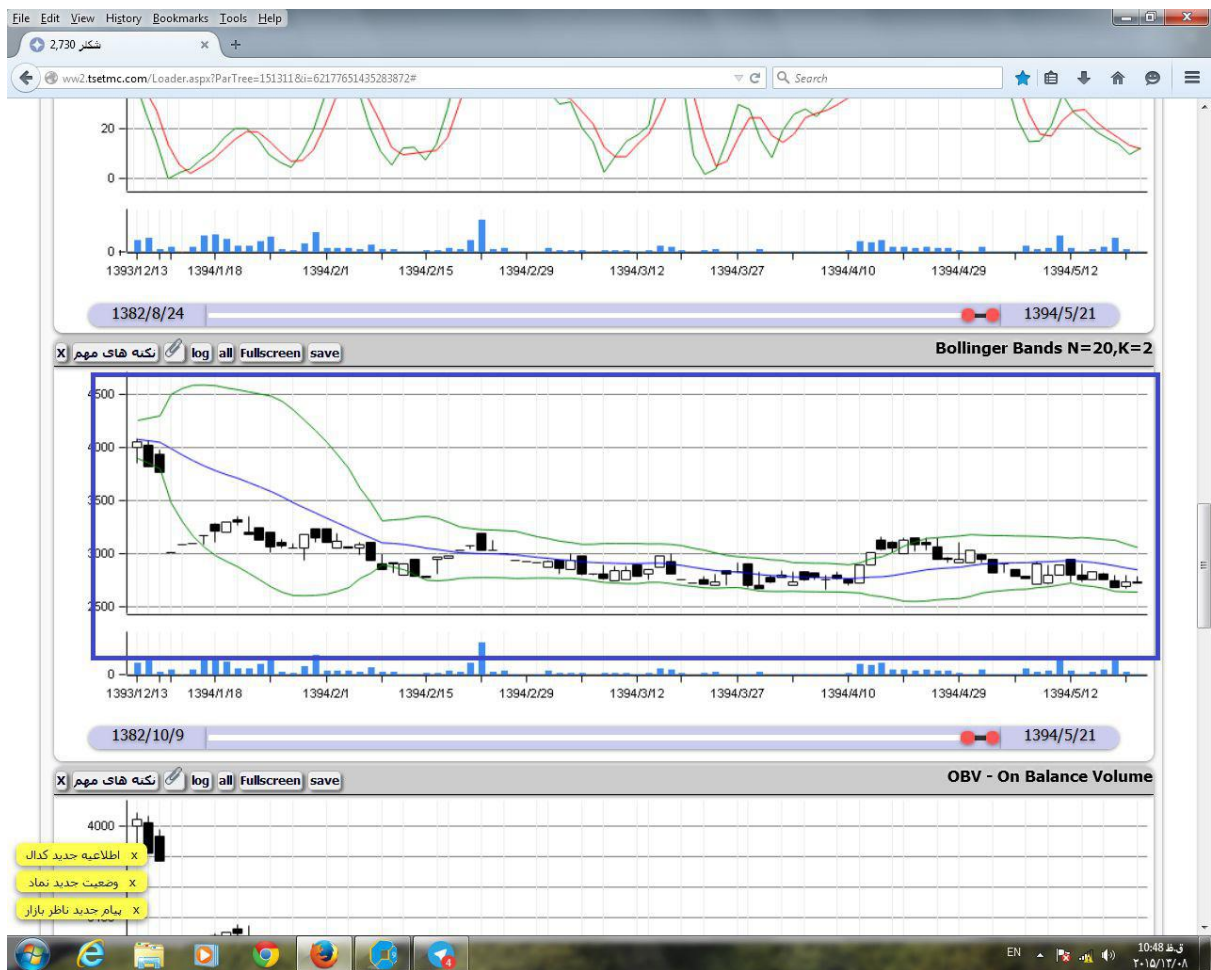 File Edit View History Bookmarks Tools Help
شکلر 2,730
ww2.tsetmc.com/Loader.aspx?ParTree=151311&i=62177651435283872#
Search
20
0
0
1393/12/13 1394/1/18 1394/2/1 1394/2/15 1394/2/29 1394/3/12 1394/3/27 1394/4/10 1394/4/29 1394/5/12
1382/8/24 1394/5/21
x نکته های مهم log all Fullscreen save Bollinger Bands N=20,K=2
4500
4000
3500
3000
2500
0
1393/12/13 1394/1/18 1394/2/1 1394/2/15 1394/2/29 1394/3/12 1394/3/27 1394/4/10 1394/4/29 1394/5/12
1382/10/9 1394/5/21
x نکته های مهم log all Fullscreen save OBV - On Balance Volume
4000
x اطلاعیه جدید کدال
x وضعیت جدید نماد
x پیام جدید ناظر بازار
EN
10:48 ق.ظ
۲۰۱۵/۱۲/۰۸